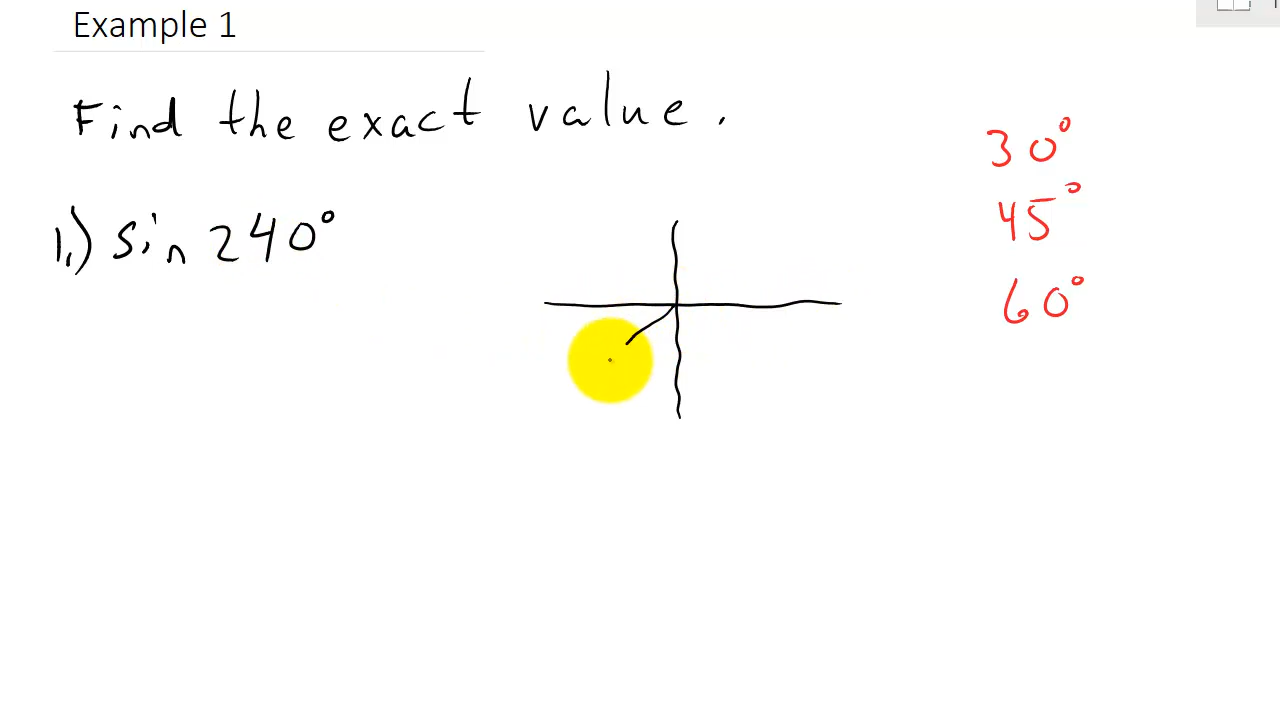 Example 1
Find the exact value.
1.) sin 240°
30°
45°
60°